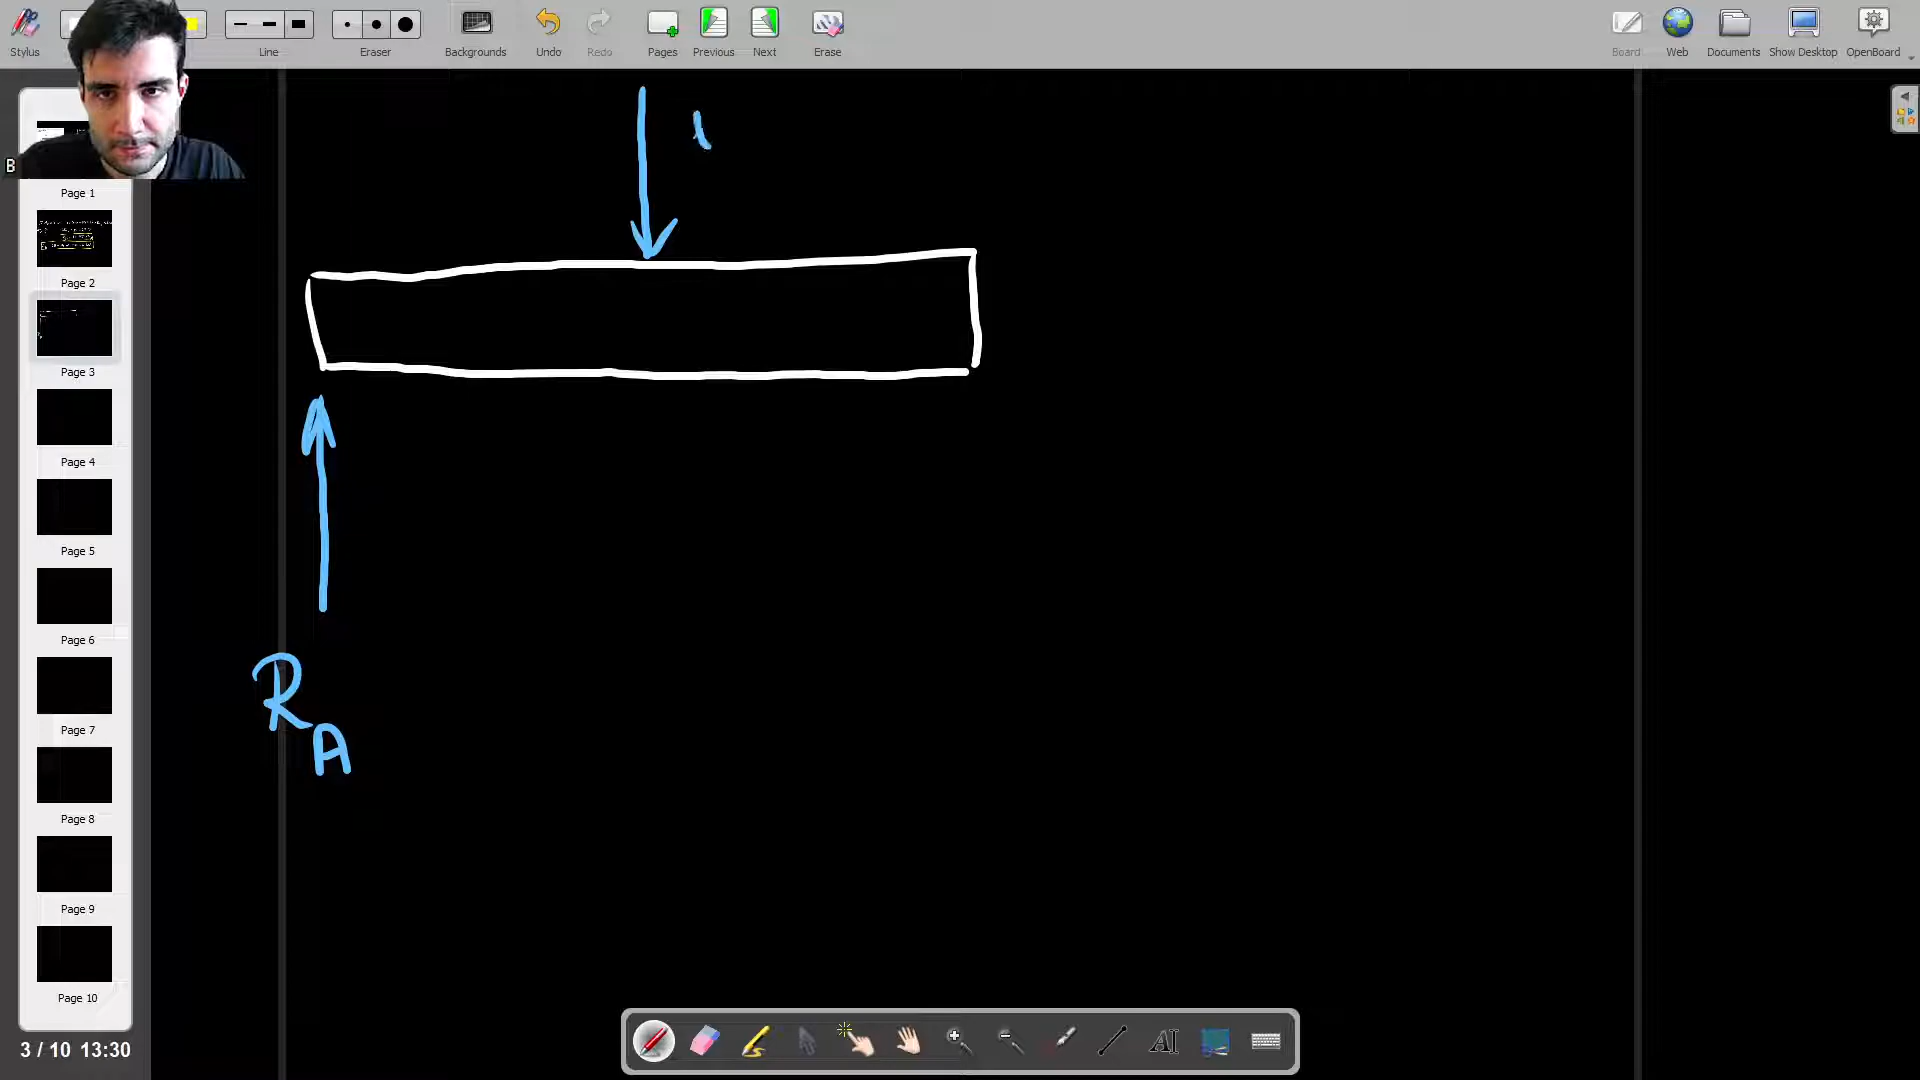 Stylus Line Eraser Backgrounds Undo Redo Pages Previous Next Erase Board Web Documents Show Desktop OpenBoard
B
Page 1
Page 2
Page 3
Page 4
Page 5
Page 6
Page 7
Page 8
Page 9
Page 10
3 / 10 13:30
R_A
AI